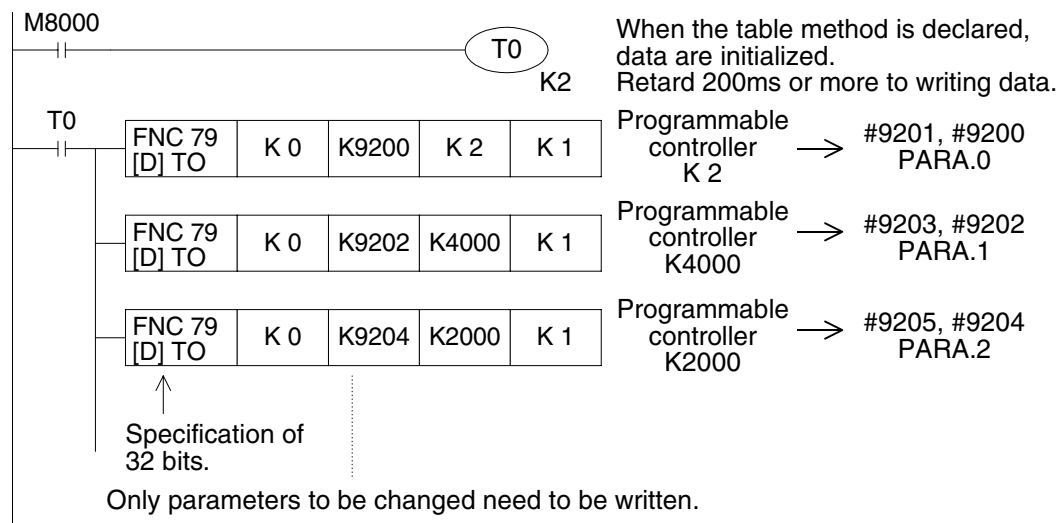 M8000
T0
K2
When the table method is declared,
data are initialized.
Retard 200ms or more to writing data.
T0
FNC 79
[D] TO
K 0
K9200
K 2
K 1
Programmable
controller
K 2
#9201, #9200
PARA.0
FNC 79
[D] TO
K 0
K9202
K4000
K 1
Programmable
controller
K4000
#9203, #9202
PARA.1
FNC 79
[D] TO
K 0
K9204
K2000
K 1
Programmable
controller
K2000
#9205, #9204
PARA.2
Specification of
32 bits.
Only parameters to be changed need to be written.